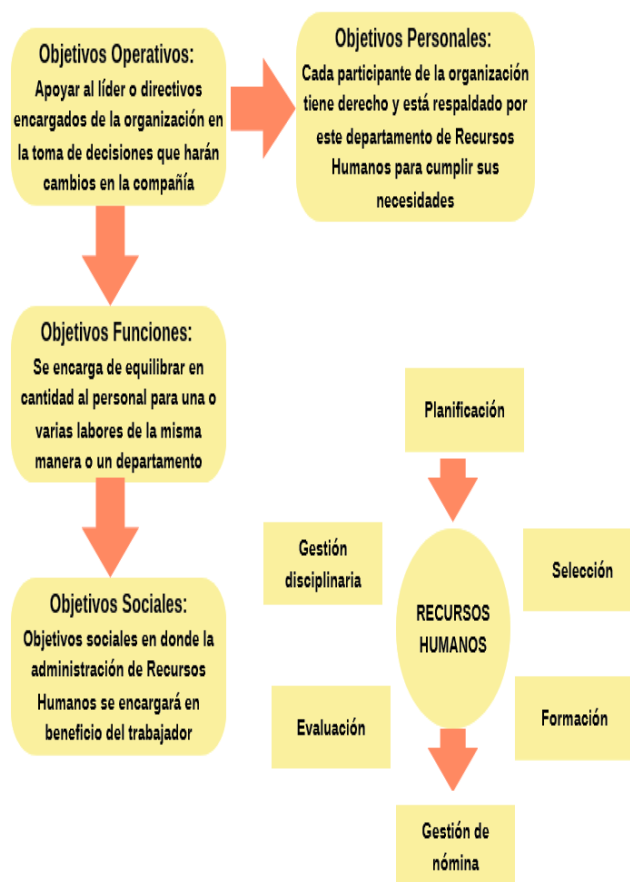 Objetivos Operativos:
Apoyar al líder o directivos
encargados de la organización en
la toma de decisiones que harán
cambios en la compañía
Objetivos Personales:
Cada participante de la organización
tiene derecho y está respaldado por
este departamento de Recursos
Humanos para cumplir sus
necesidades
Objetivos Funciones:
Se encarga de equilibrar en
cantidad al personal para una o
varias labores de la misma
manera o un departamento
Objetivos Sociales:
Objetivos sociales en donde la
administración de Recursos
Humanos se encargará en
beneficio del trabajador
Planificación
Gestión
disciplinaria
Selección
RECURSOS
HUMANOS
Evaluación
Formación
Gestión de
nómina